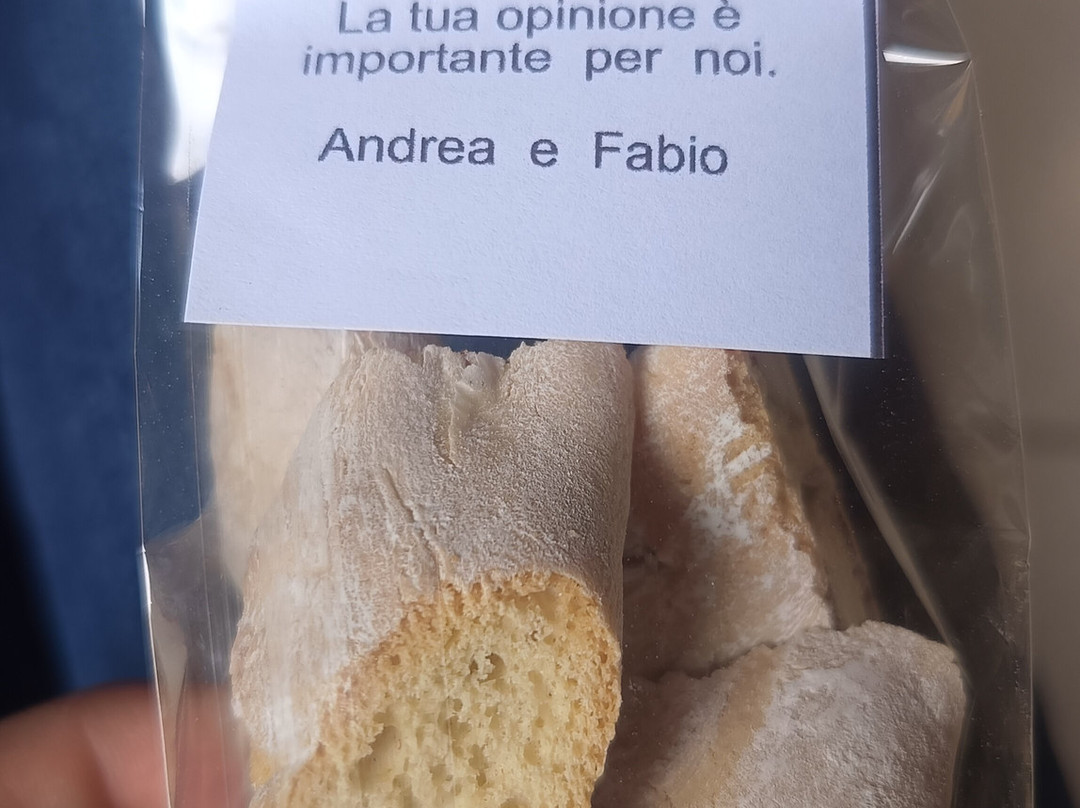 La tua opinione è
importante per noi.
Andrea e Fabio